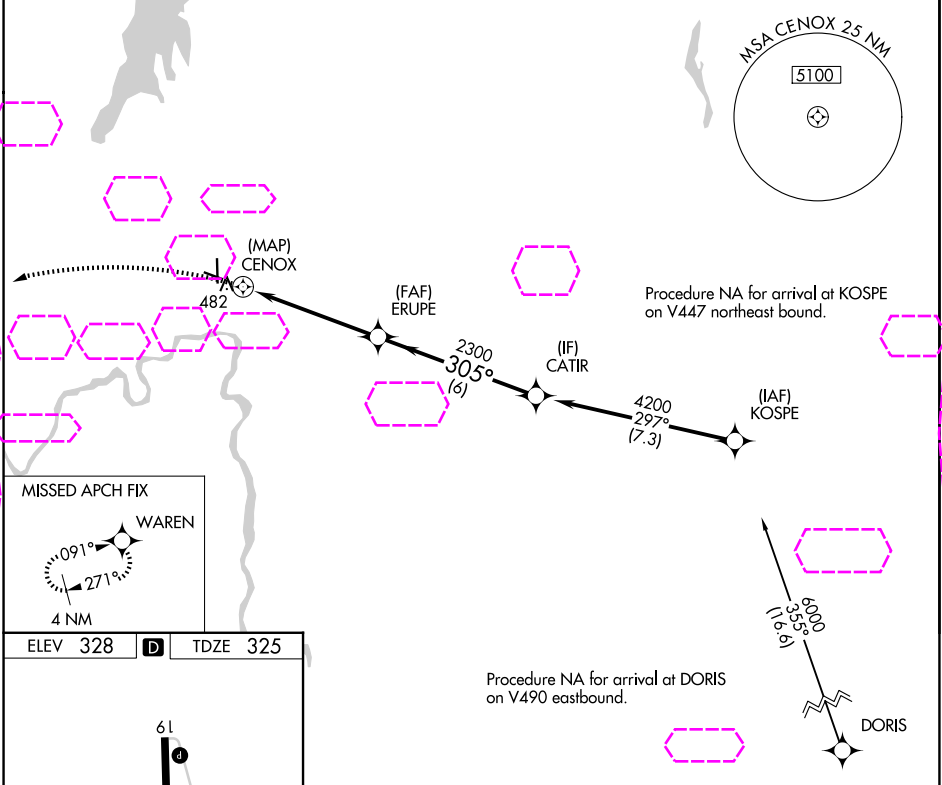 MSA CENOX 25 NM
5100
(MAP)
CENOX
482
(FAF)
ERUPE
Procedure NA for arrival at KOSPE
on V447 northeast bound.
2300
305°
(6)
(IF)
CATIR
4200
297°
(7.3)
(IAF)
KOSPE
MISSED APCH FIX
WAREN
091°
271°
4 NM
6000
355°
(16.6)
ELEV 328 D TDZE 325
Procedure NA for arrival at DORIS
on V490 eastbound.
DORIS
19
P